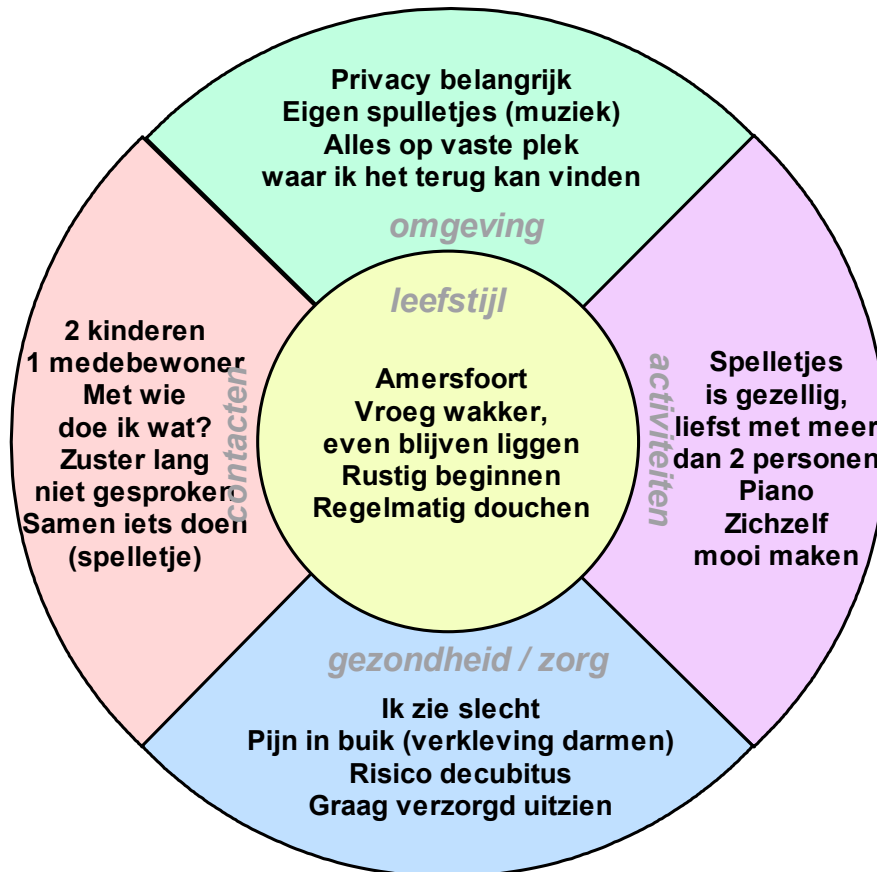 Privacy belangrijk
Eigen spulletjes (muziek)
Alles op vaste plek
waar ik het terug kan vinden
omgeving
leefstijl
Amersfoort
Vroeg wakker,
even blijven liggen
Rustig beginnen
Regelmatig douchen
2 kinderen
1 medebewoner
Met wie
doe ik wat?
Zuster lang
niet gesproken
Samen iets doen
(spelletje)
contacten
activiteiten
Spelletjes
is gezellig,
liefst met meer
dan 2 personen
Piano
Zichzelf
mooi maken
gezondheid / zorg
Ik zie slecht
Pijn in buik (verkleving darmen)
Risico decubitus
Graag verzorgd uitzien